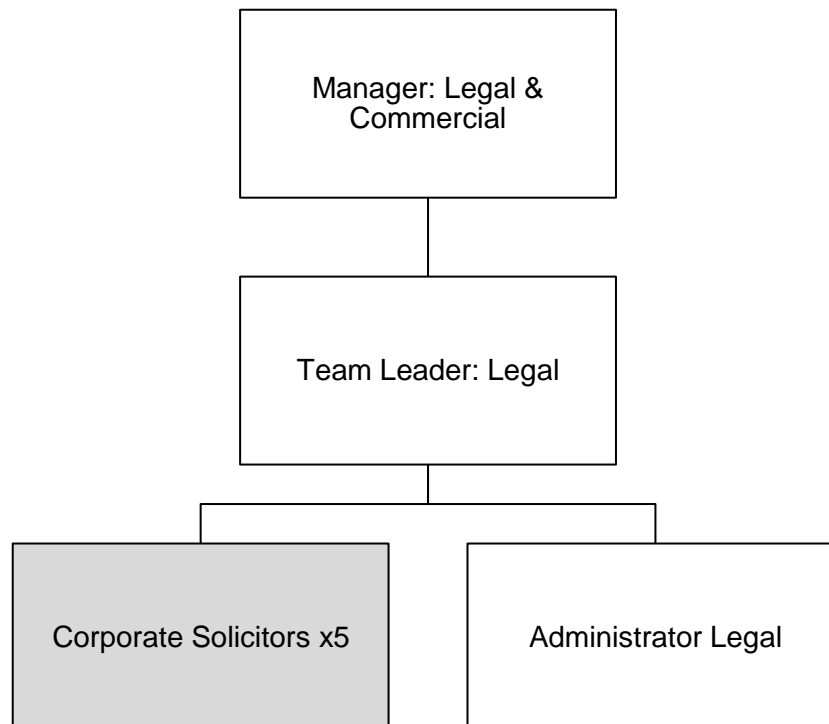 Manager: Legal &
Commercial
Team Leader: Legal
Corporate Solicitors x5
Administrator Legal